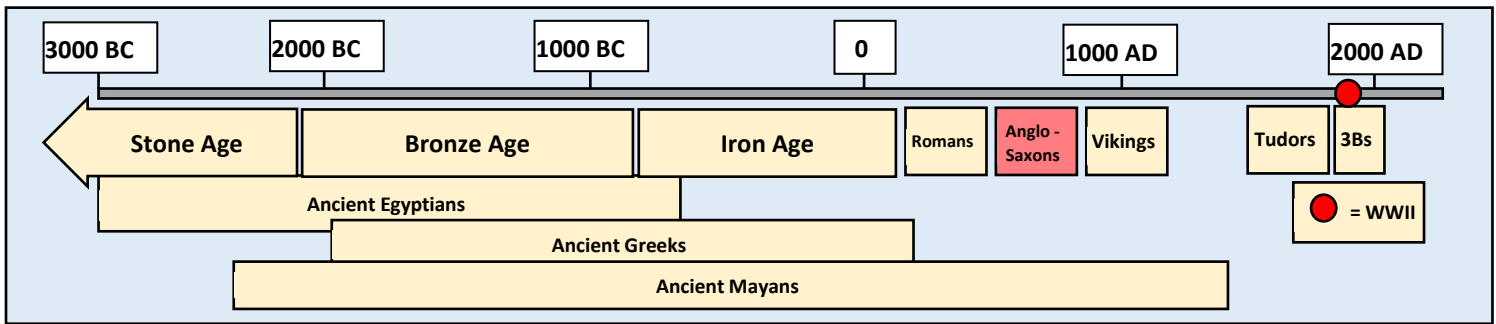 3000 BC
2000 BC
1000 BC
0
1000 AD
2000 AD
Stone Age
Bronze Age
Iron Age
Romans
Anglo -
Saxons
Vikings
Tudors
3Bs
Ancient Egyptians
= WWII
Ancient Greeks
Ancient Mayans